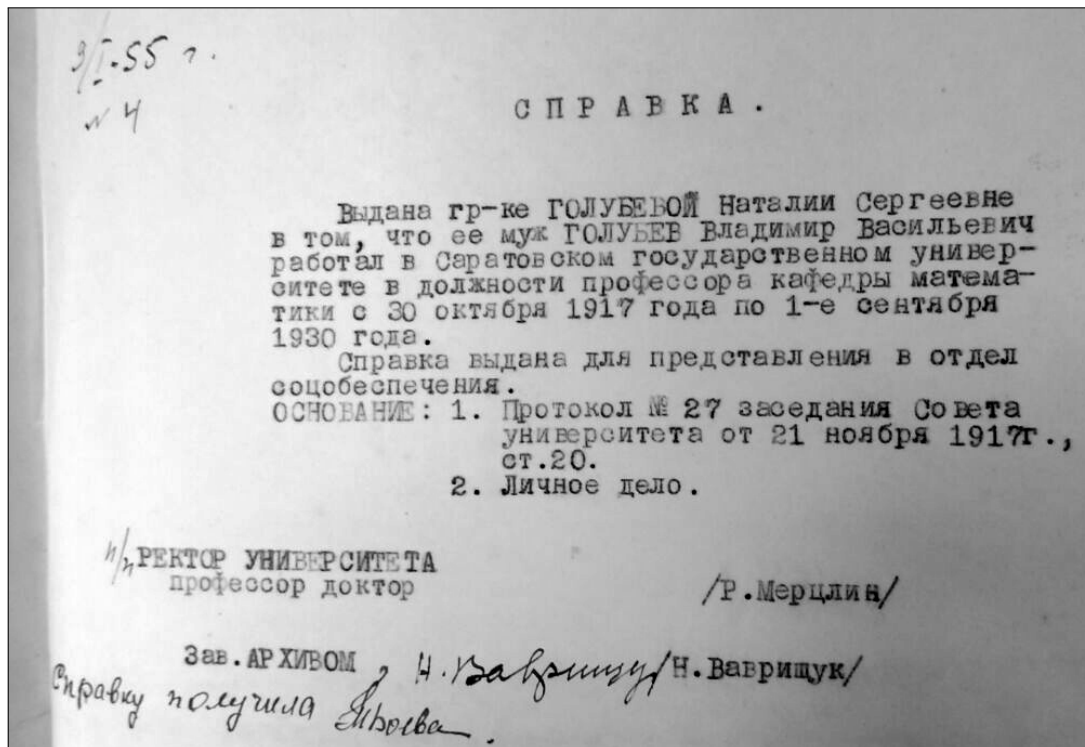 3/I-55 г.
№ 4
СПРАВКА.
Выдана гр-ке ГОЛУБЕВОЙ Наталии Сергеевне
в том, что ее муж ГОЛУБЕВ Владимир Васильевич
работал в Саратовском государственном универ-
ситете в должности профессора кафедры матема-
тики с 30 октября 1917 года по 1-е сентября
1930 года.
Справка выдана для представления в отдел
соцобеспечения.
ОСНОВАНИЕ: 1. Протокол № 27 заседания Совета
университета от 21 ноября 1917г.,
ст.20.
2. Личное дело.
п/п РЕКТОР УНИВЕРСИТЕТА
профессор доктор /Р.Мерцлин/
Зав.АРХИВОМ Н. Ваврищу /Н.Ваврищук/
Справку получила